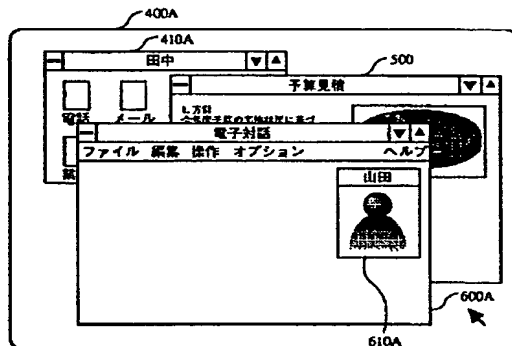 400A
410A
田中
500
予算見積
電話 メール
電子対話
ファイル 編集 操作 オプション ヘルプ
山田
600A
610A